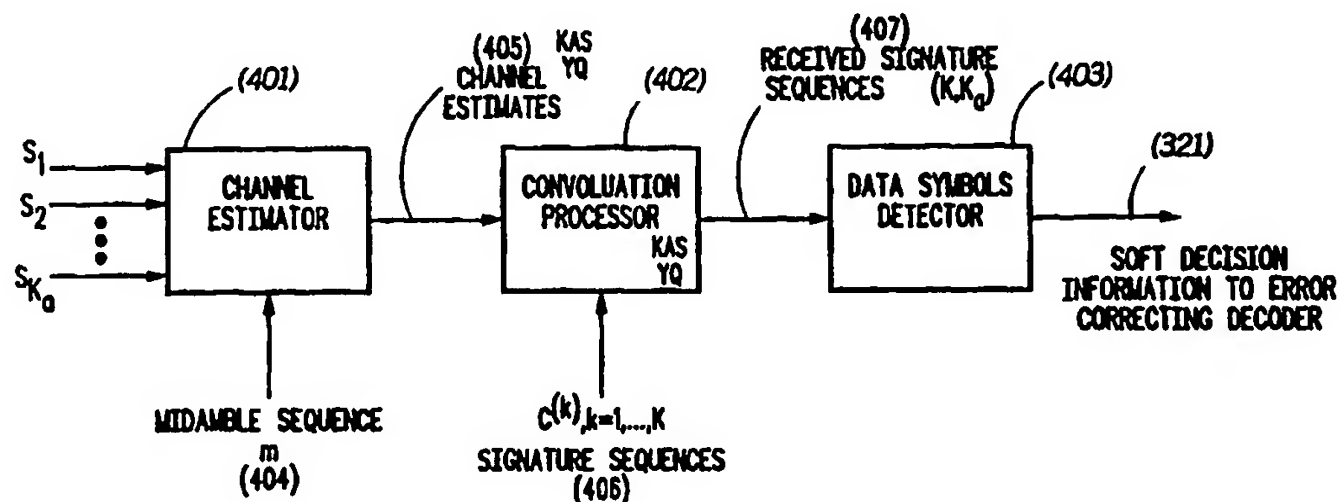 (401)
(405) KAS
YQ
CHANNEL
ESTIMATES
(402)
(407)
RECEIVED SIGNATURE
SEQUENCES (K,Ka)
(403)
(321)
S1
S2
SKa
CHANNEL
ESTIMATOR
CONVOLUATION
PROCESSOR
KAS
YQ
DATA SYMBOLS
DETECTOR
SOFT DECISION
INFORMATION TO ERROR
CORRECTING DECODER
MIDAMBLE SEQUENCE
m
(404)
C(k),k=1,...,K
SIGNATURE SEQUENCES
(406)